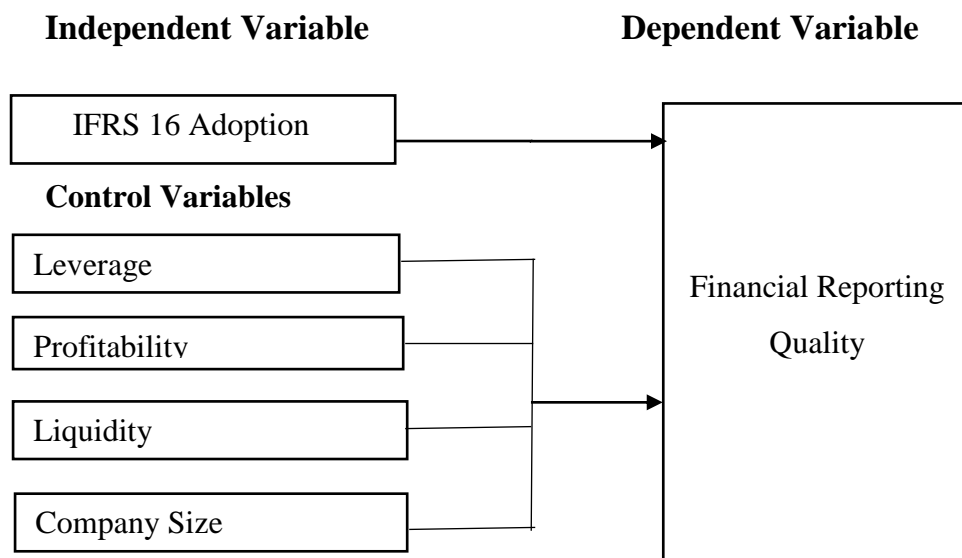 Independent Variable
Dependent Variable
IFRS 16 Adoption
Control Variables
Leverage
Profitability
Liquidity
Company Size
Financial Reporting
Quality